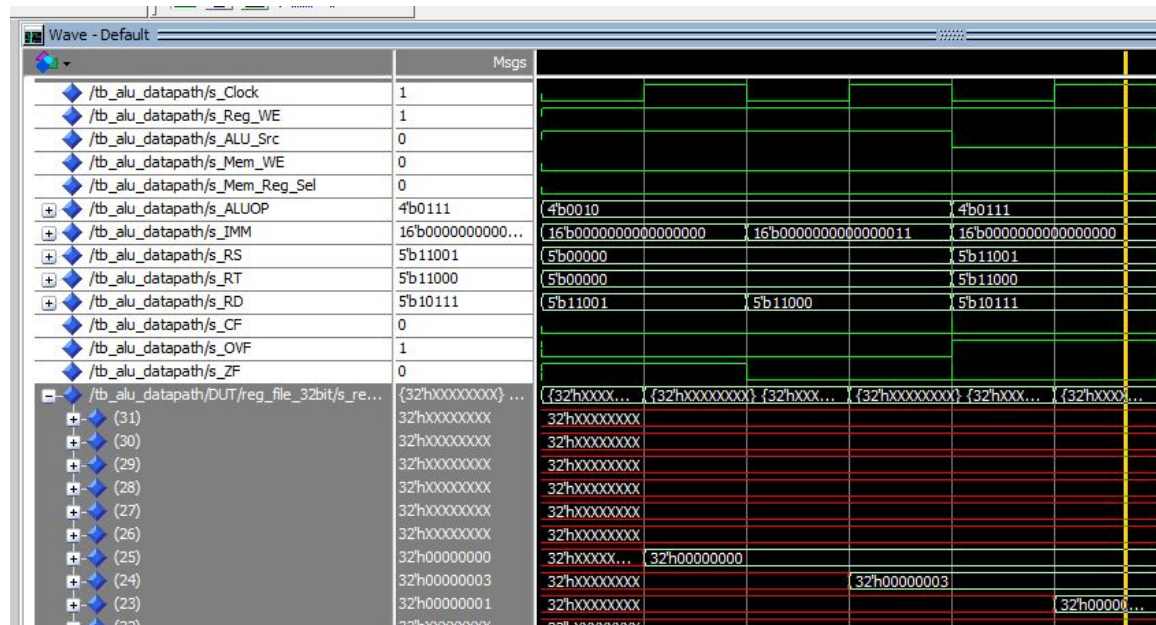 Wave - Default
Msgs
/tb_alu_datapath/s_Clock 1
/tb_alu_datapath/s_Reg_WE 1
/tb_alu_datapath/s_ALU_Src 0
/tb_alu_datapath/s_Mem_WE 0
/tb_alu_datapath/s_Mem_Reg_Sel 0
/tb_alu_datapath/s_ALUOP 4'b0111 4'b0010 4'b0111
/tb_alu_datapath/s_IMM 16'b0000000000... 16'b0000000000000000 16'b0000000000000011 16'b0000000000000000
/tb_alu_datapath/s_RS 5'b11001 5'b00000 5'b11001
/tb_alu_datapath/s_RT 5'b11000 5'b00000 5'b11000
/tb_alu_datapath/s_RD 5'b10111 5'b11001 5'b11000 5'b10111
/tb_alu_datapath/s_CF 0
/tb_alu_datapath/s_OVF 1
/tb_alu_datapath/s_ZF 0
/tb_alu_datapath/DUT/reg_file_32bit/s_re... {32'hXXXXXXXX} ... {32'hXXXX... {32'hXXXXXXXX} {32'hXXX... {32'hXXXXXXXX} {32'hXXX... {32'hXXXX...
(31) 32'hXXXXXXXX 32'hXXXXXXXX
(30) 32'hXXXXXXXX 32'hXXXXXXXX
(29) 32'hXXXXXXXX 32'hXXXXXXXX
(28) 32'hXXXXXXXX 32'hXXXXXXXX
(27) 32'hXXXXXXXX 32'hXXXXXXXX
(26) 32'hXXXXXXXX 32'hXXXXXXXX
(25) 32'h00000000 32'hXXXXX... 32'h00000000
(24) 32'h00000003 32'hXXXXXXXX 32'h00000003
(23) 32'h00000001 32'hXXXXXXXX 32'h00000...